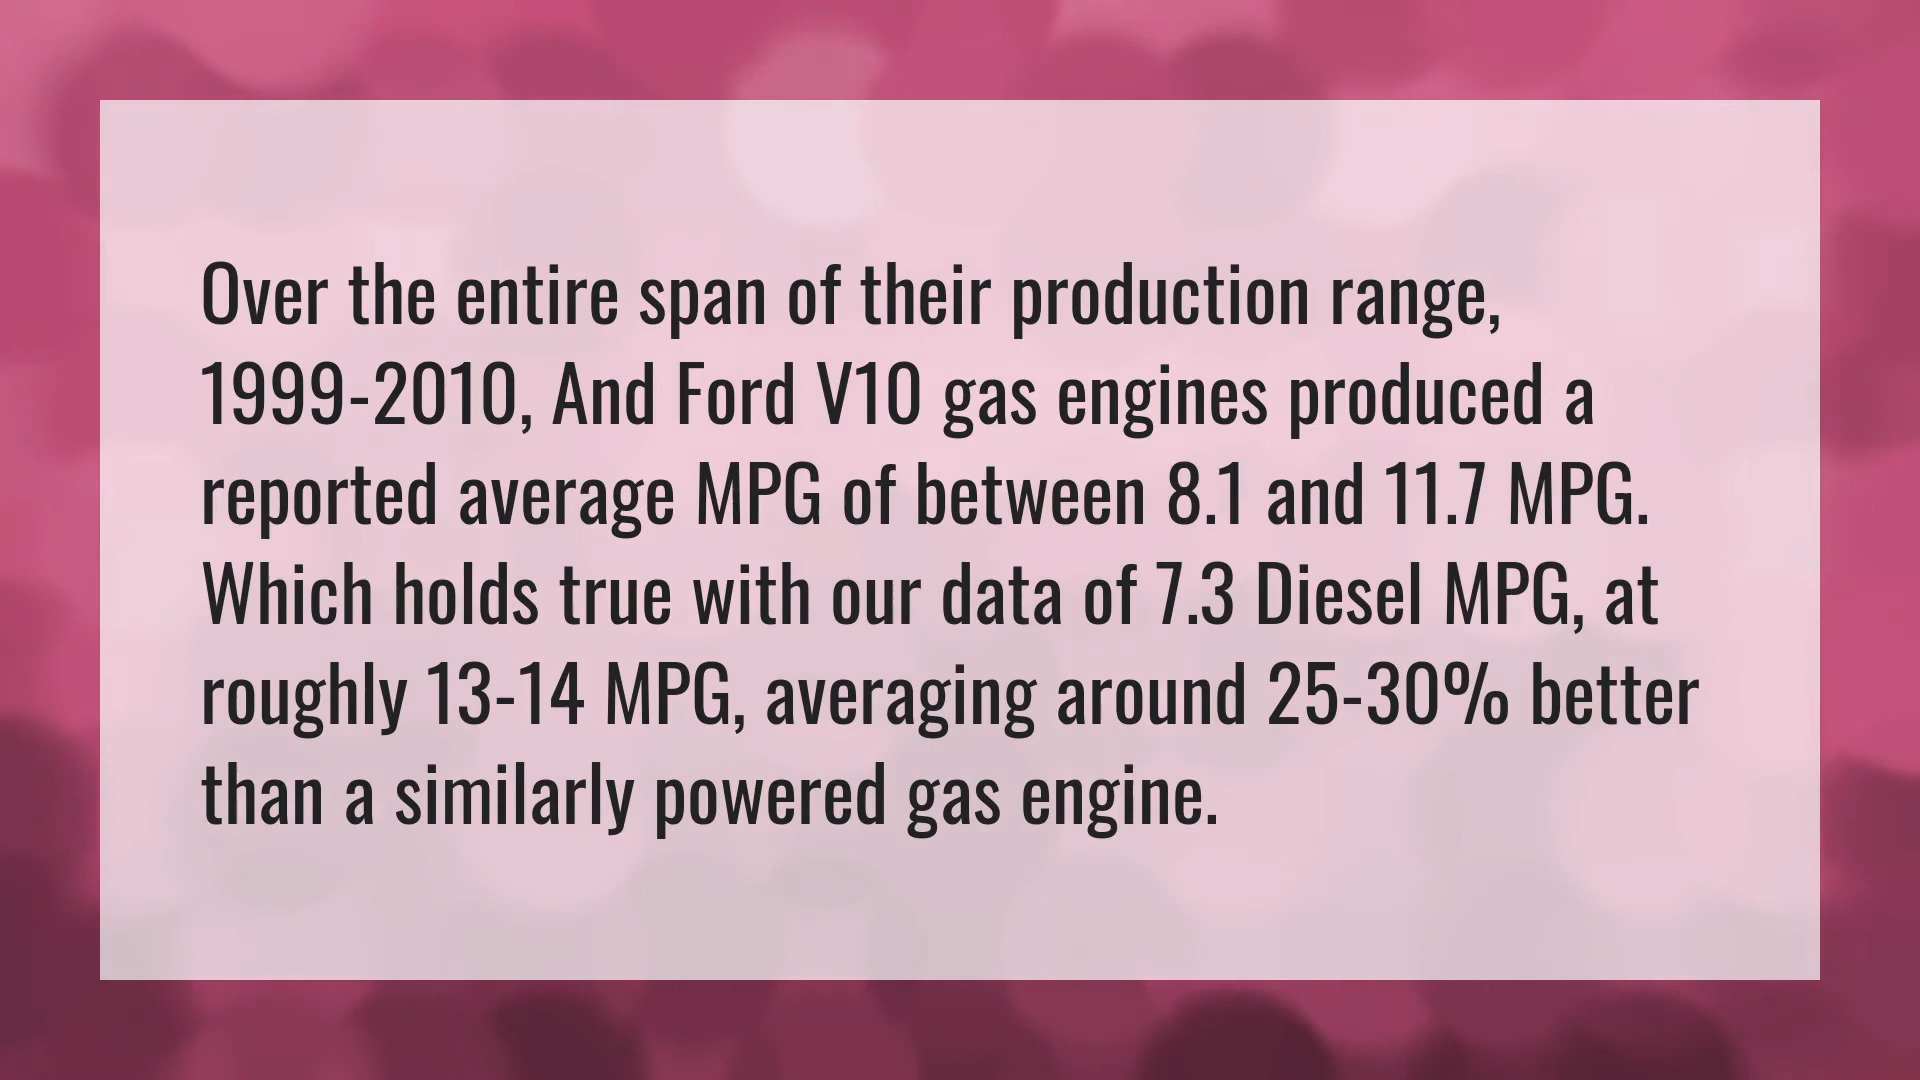 Over the entire span of their production range,
1999-2010, And Ford V10 gas engines produced a
reported average MPG of between 8.1 and 11.7 MPG.
Which holds true with our data of 7.3 Diesel MPG, at
roughly 13-14 MPG, averaging around 25-30% better
than a similarly powered gas engine.